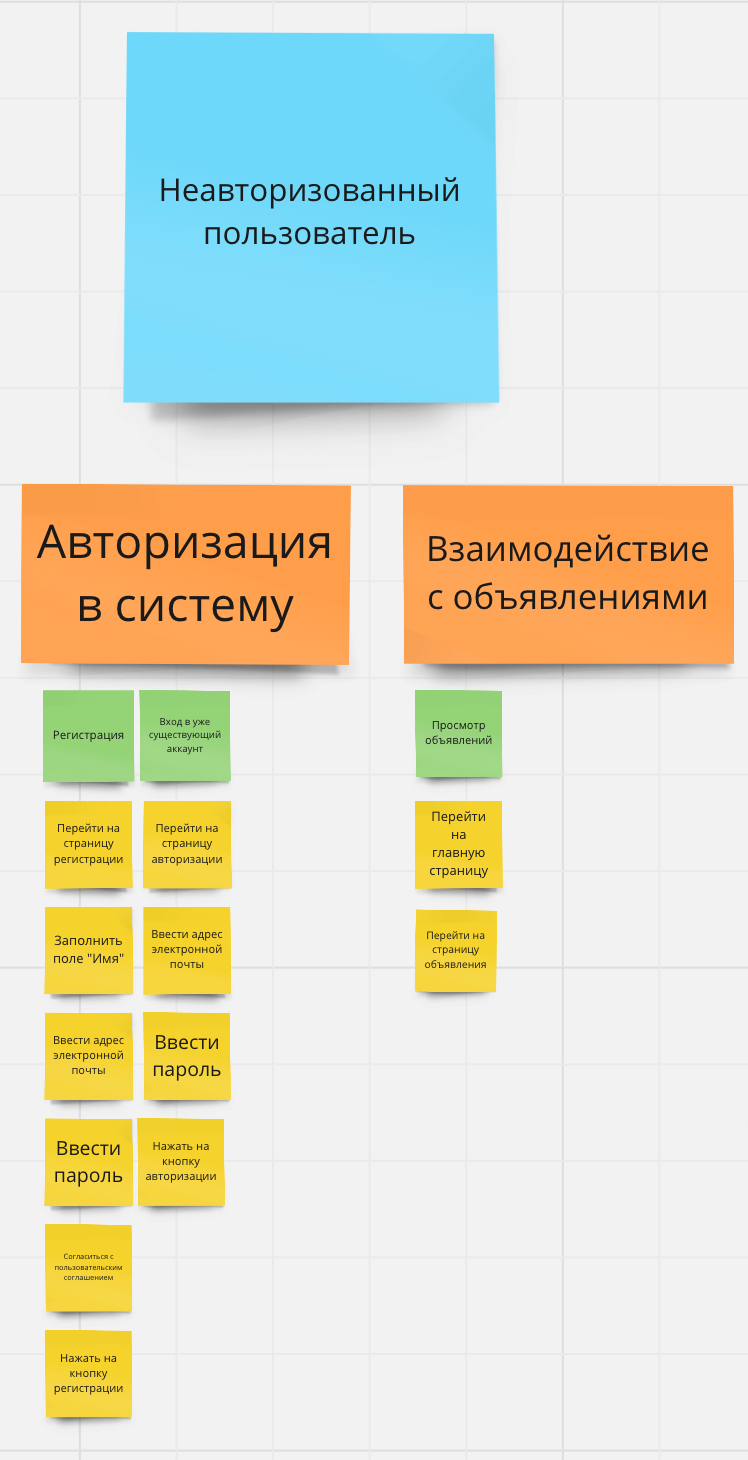 Неавторизованный
пользователь
Авторизация
в систему
Взаимодействие
с объявлениями
Регистрация
Вход в уже
существующий
аккаунт
Просмотр
объявлений
Перейти на
страницу
регистрации
Перейти на
страницу
авторизации
Перейти
на
главную
страницу
Заполнить
поле "Имя"
Ввести адрес
электронной
почты
Перейти на
страницу
объявления
Ввести адрес
электронной
почты
Ввести
пароль
Ввести
пароль
Нажать на
кнопку
авторизации
Согласиться с
пользовательским
соглашением
Нажать на
кнопку
регистрации